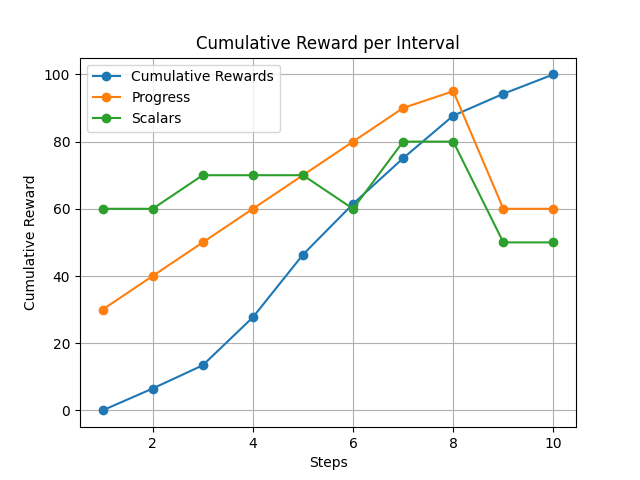 Cumulative Reward per Interval
Cumulative Rewards
Progress
Scalars
100
80
60
40
20
0
Cumulative Reward
2 4 6 8 10
Steps